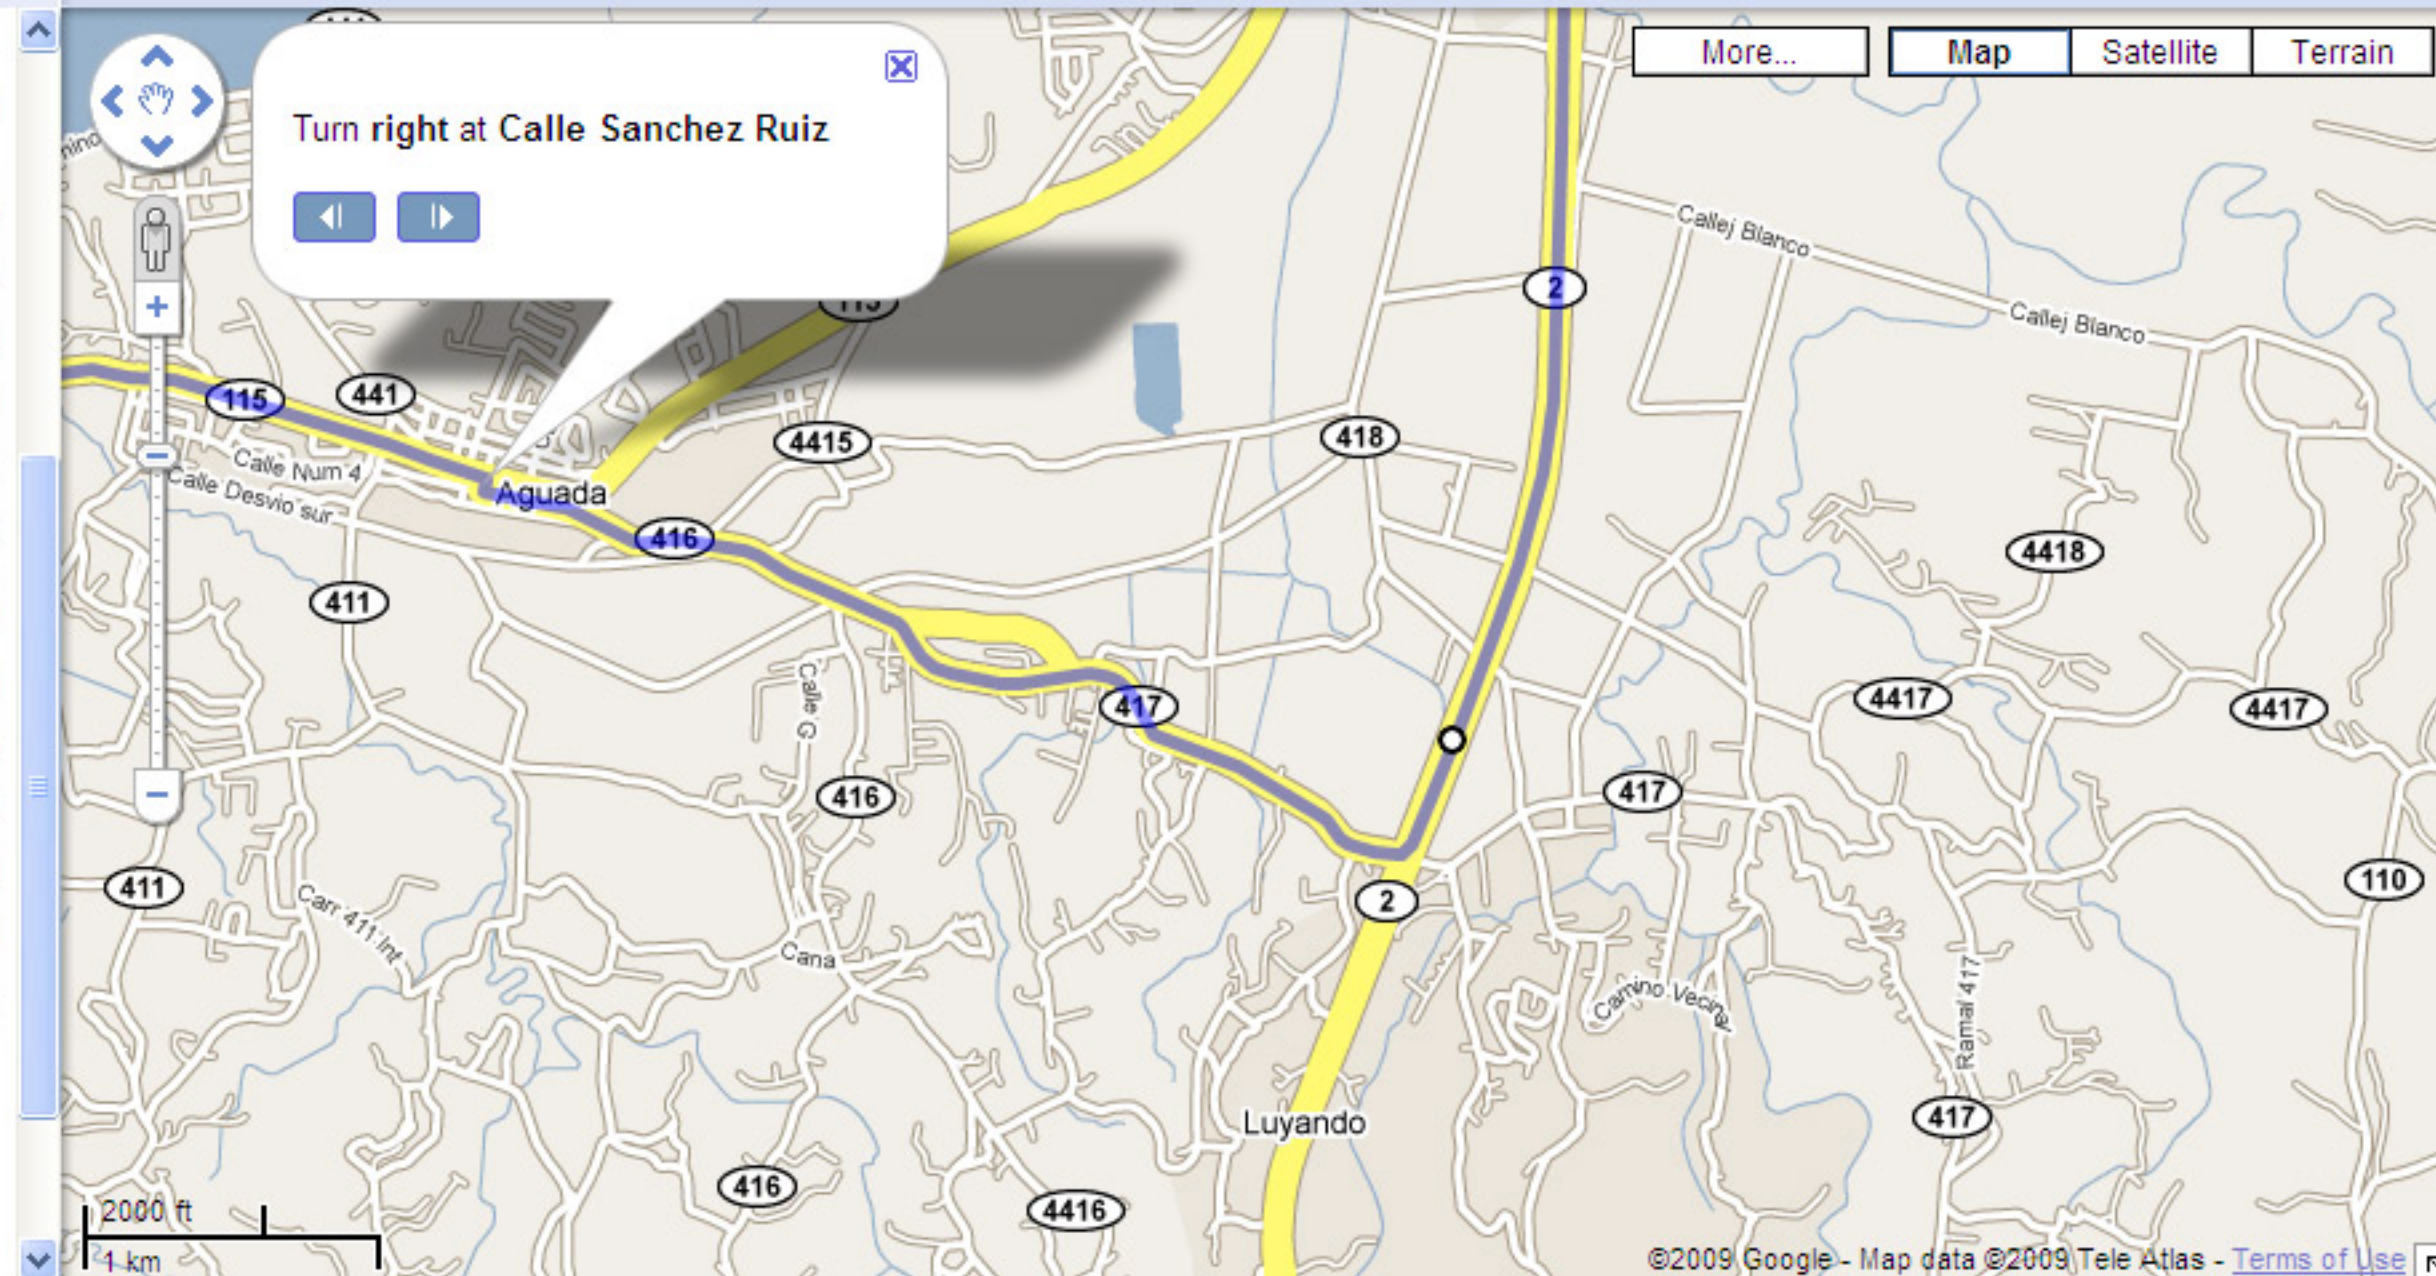 More...
Map
Satellite
Terrain
Turn right at Calle Sanchez Ruiz
Callej Blanco
2
Callej Blanco
115
441
4415
418
Calle Num 4
Calle Desvio sur
Aguada
416
4418
411
Calle G
417
4417
4417
416
417
411
2
110
Carr 411 Int
Cana
Camino Vecinal
Ramal 417
Luyando
417
416
4416
2000 ft
1 km
©2009 Google - Map data ©2009 Tele Atlas - Terms of Use